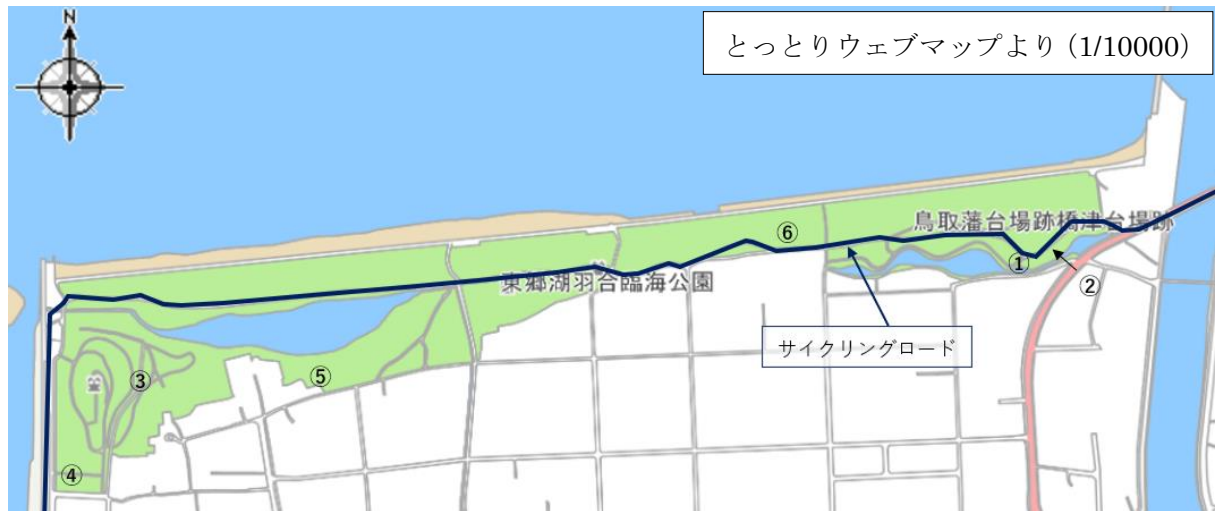 N
とっとりウェブマップより (1/10000)
⑥
鳥取藩台場跡橋津台場跡
①
②
東郷湖羽合臨海公園
サイクリングロード
③
⑤
④